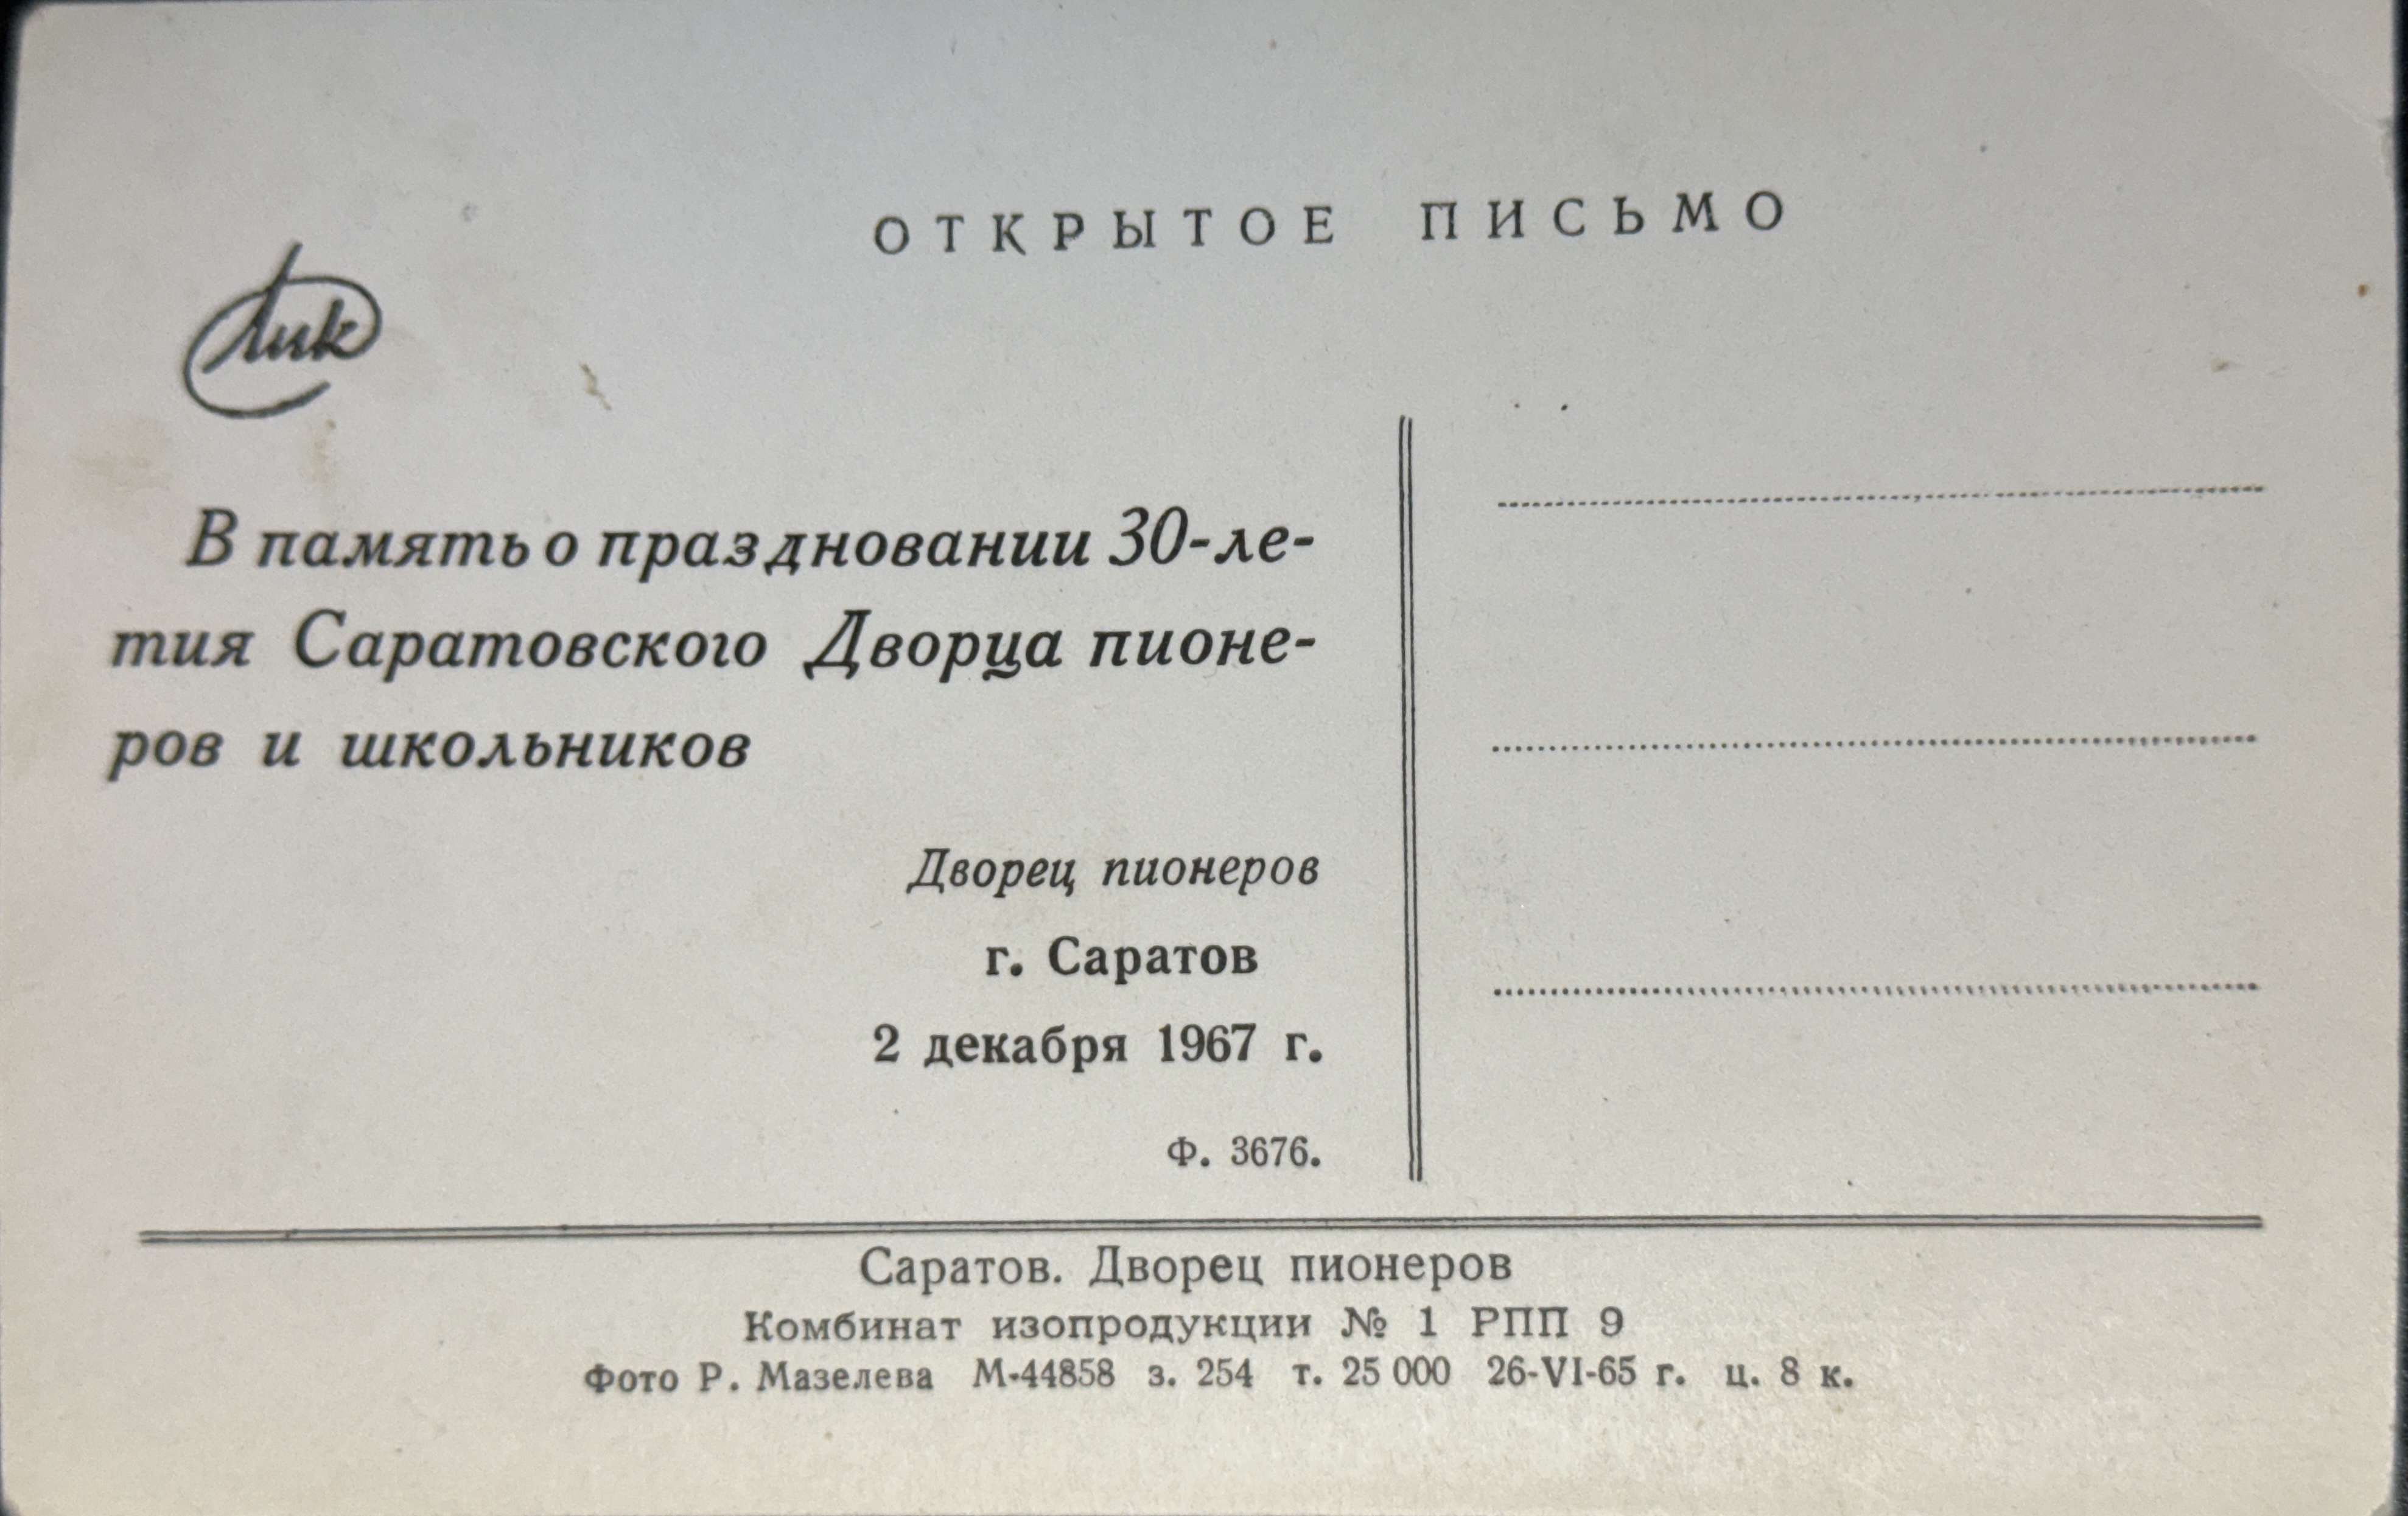 ОТКРЫТОЕ ПИСЬМО
Лик
В память о праздновании 30-ле-
тия Саратовского Дворца пионе-
ров и школьников
Дворец пионеров
г. Саратов
2 декабря 1967 г.
Ф. 3676.
Саратов. Дворец пионеров
Комбинат изопродукции № 1 РПП 9
Фото Р. Мазелева М-44858 з. 254 т. 25 000 26-VI-65 г. ц. 8 к.